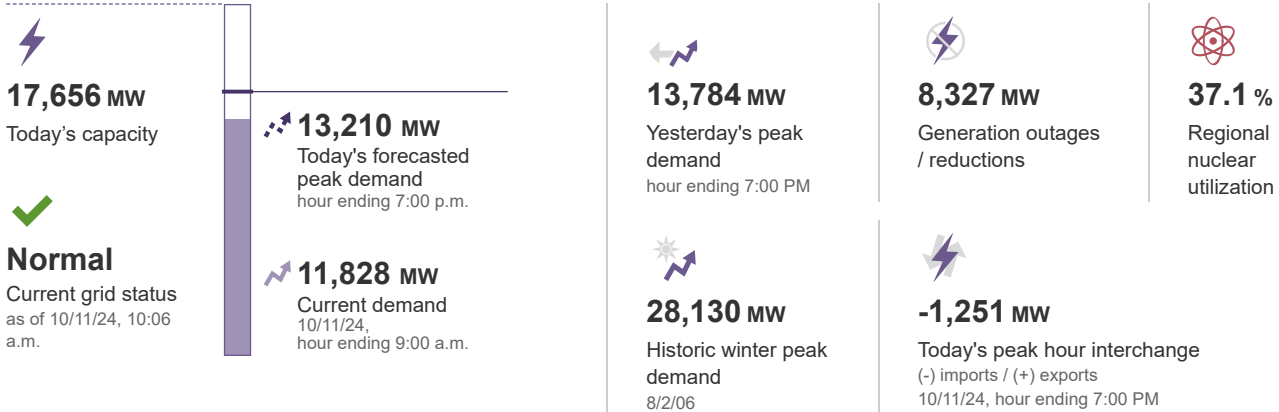 17,656 MW
Today's capacity
Normal
Current grid status
as of 10/11/24, 10:06
a.m.
13,210 MW
Today's forecasted
peak demand
hour ending 7:00 p.m.
11,828 MW
Current demand
10/11/24,
hour ending 9:00 a.m.
13,784 MW
Yesterday's peak
demand
hour ending 7:00 PM
8,327 MW
Generation outages
/ reductions
37.1 %
Regional
nuclear
utilization
28,130 MW
Historic winter peak
demand
8/2/06
-1,251 MW
Today's peak hour interchange
(-) imports / (+) exports
10/11/24, hour ending 7:00 PM